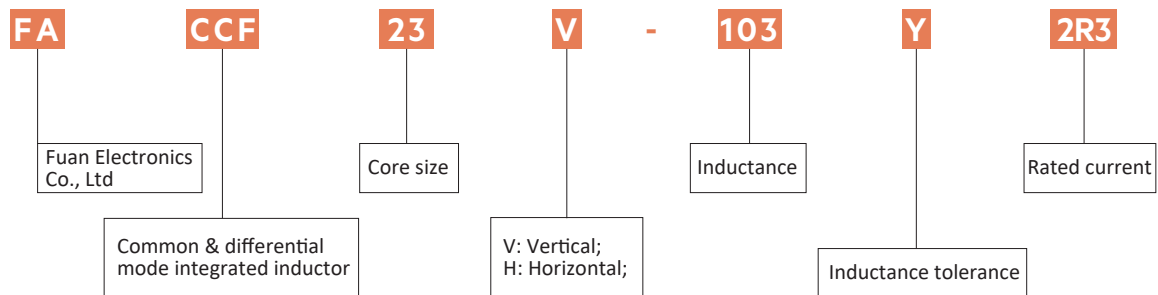 FA CCF 23 V - 103 Y 2R3
Fuan Electronics
Co., Ltd
Core size
Inductance
Rated current
Common & differential
mode integrated inductor
V: Vertical;
H: Horizontal;
Inductance tolerance